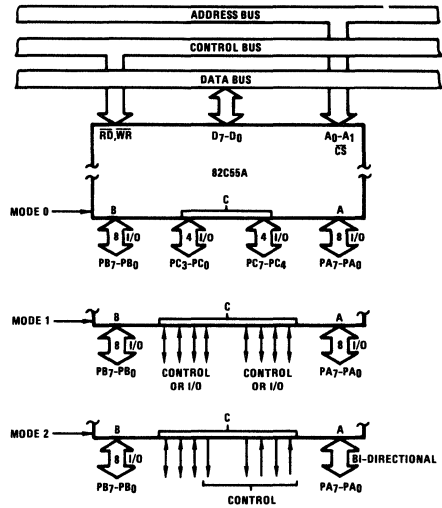 ADDRESS BUS
CONTROL BUS
DATA BUS
RD,WR D7-D0 A0-A1
CS
82C55A
MODE 0 B C A
8 I/O 4 I/O 4 I/O 8 I/O
PB7-PB0 PC3-PC0 PC7-PC4 PA7-PA0
C
MODE 1 B A
8 I/O 8 I/O
PB7-PB0 CONTROL OR I/O CONTROL OR I/O PA7-PA0
C
MODE 2 B A
8 I/O BI-DIRECTIONAL
PB7-PB0 PA7-PA0
CONTROL